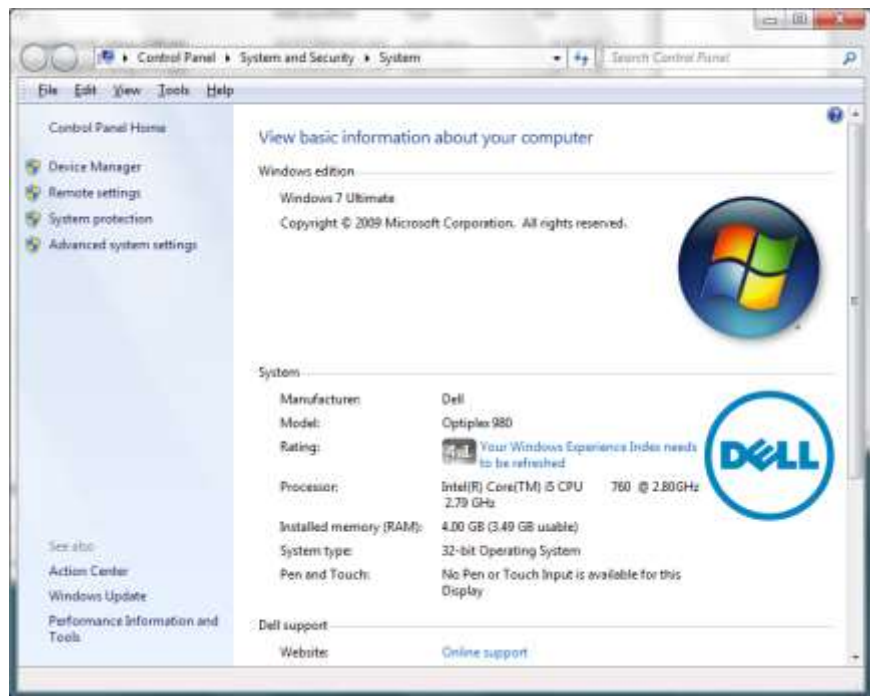 Control Panel ▸ System and Security ▸ System
Search Control Panel
File Edit View Tools Help
Control Panel Home
Device Manager
Remote settings
System protection
Advanced system settings
See also
Action Center
Windows Update
Performance Information and
Tools
View basic information about your computer
Windows edition
Windows 7 Ultimate
Copyright © 2009 Microsoft Corporation. All rights reserved.
System
Manufacturer: Dell
Model: Optiplex 980
Rating: Your Windows Experience Index needs
to be refreshed
Processor: Intel(R) Core(TM) i5 CPU 760 @ 2.80GHz
2.79 GHz
Installed memory (RAM): 4.00 GB (3.49 GB usable)
System type: 32-bit Operating System
Pen and Touch: No Pen or Touch Input is available for this
Display
DELL
Dell support
Website: Online support